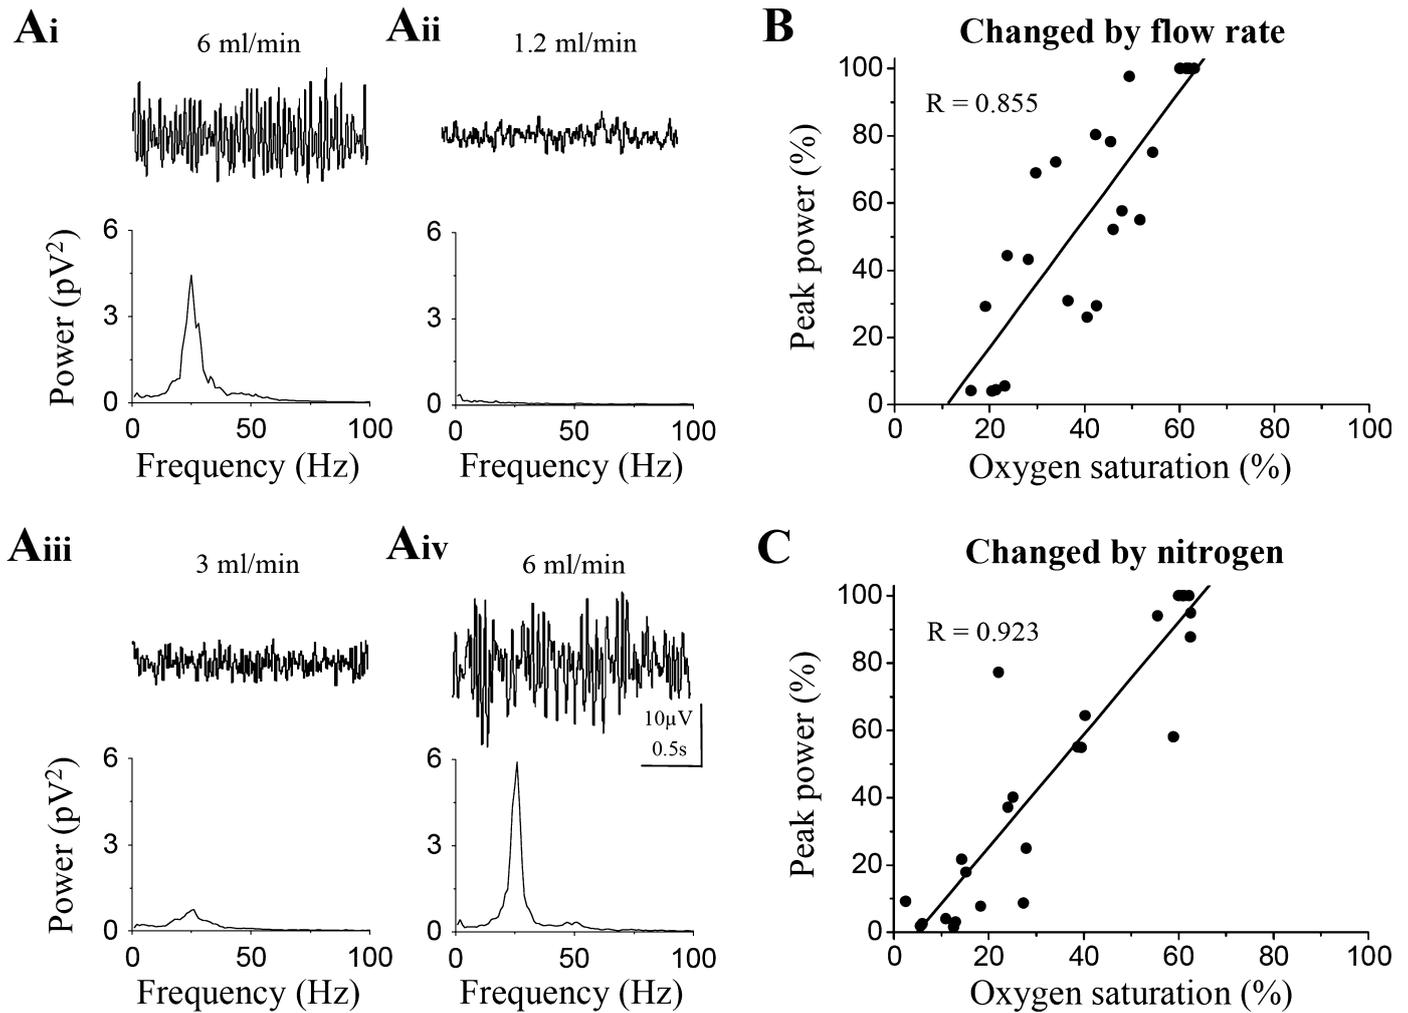 Ai
6 ml/min
6
3
0
Power (pV²)
0 50 100
Frequency (Hz)
Aii
1.2 ml/min
6
3
0
0 50 100
Frequency (Hz)
B
Changed by flow rate
R = 0.855
100
80
60
40
20
0
Peak power (%)
0 20 40 60 80 100
Oxygen saturation (%)
Aiii
3 ml/min
6
3
0
Power (pV²)
0 50 100
Frequency (Hz)
Aiv
6 ml/min
10µV
0.5s
6
3
0
0 50 100
Frequency (Hz)
C
Changed by nitrogen
R = 0.923
100
80
60
40
20
0
Peak power (%)
0 20 40 60 80 100
Oxygen saturation (%)